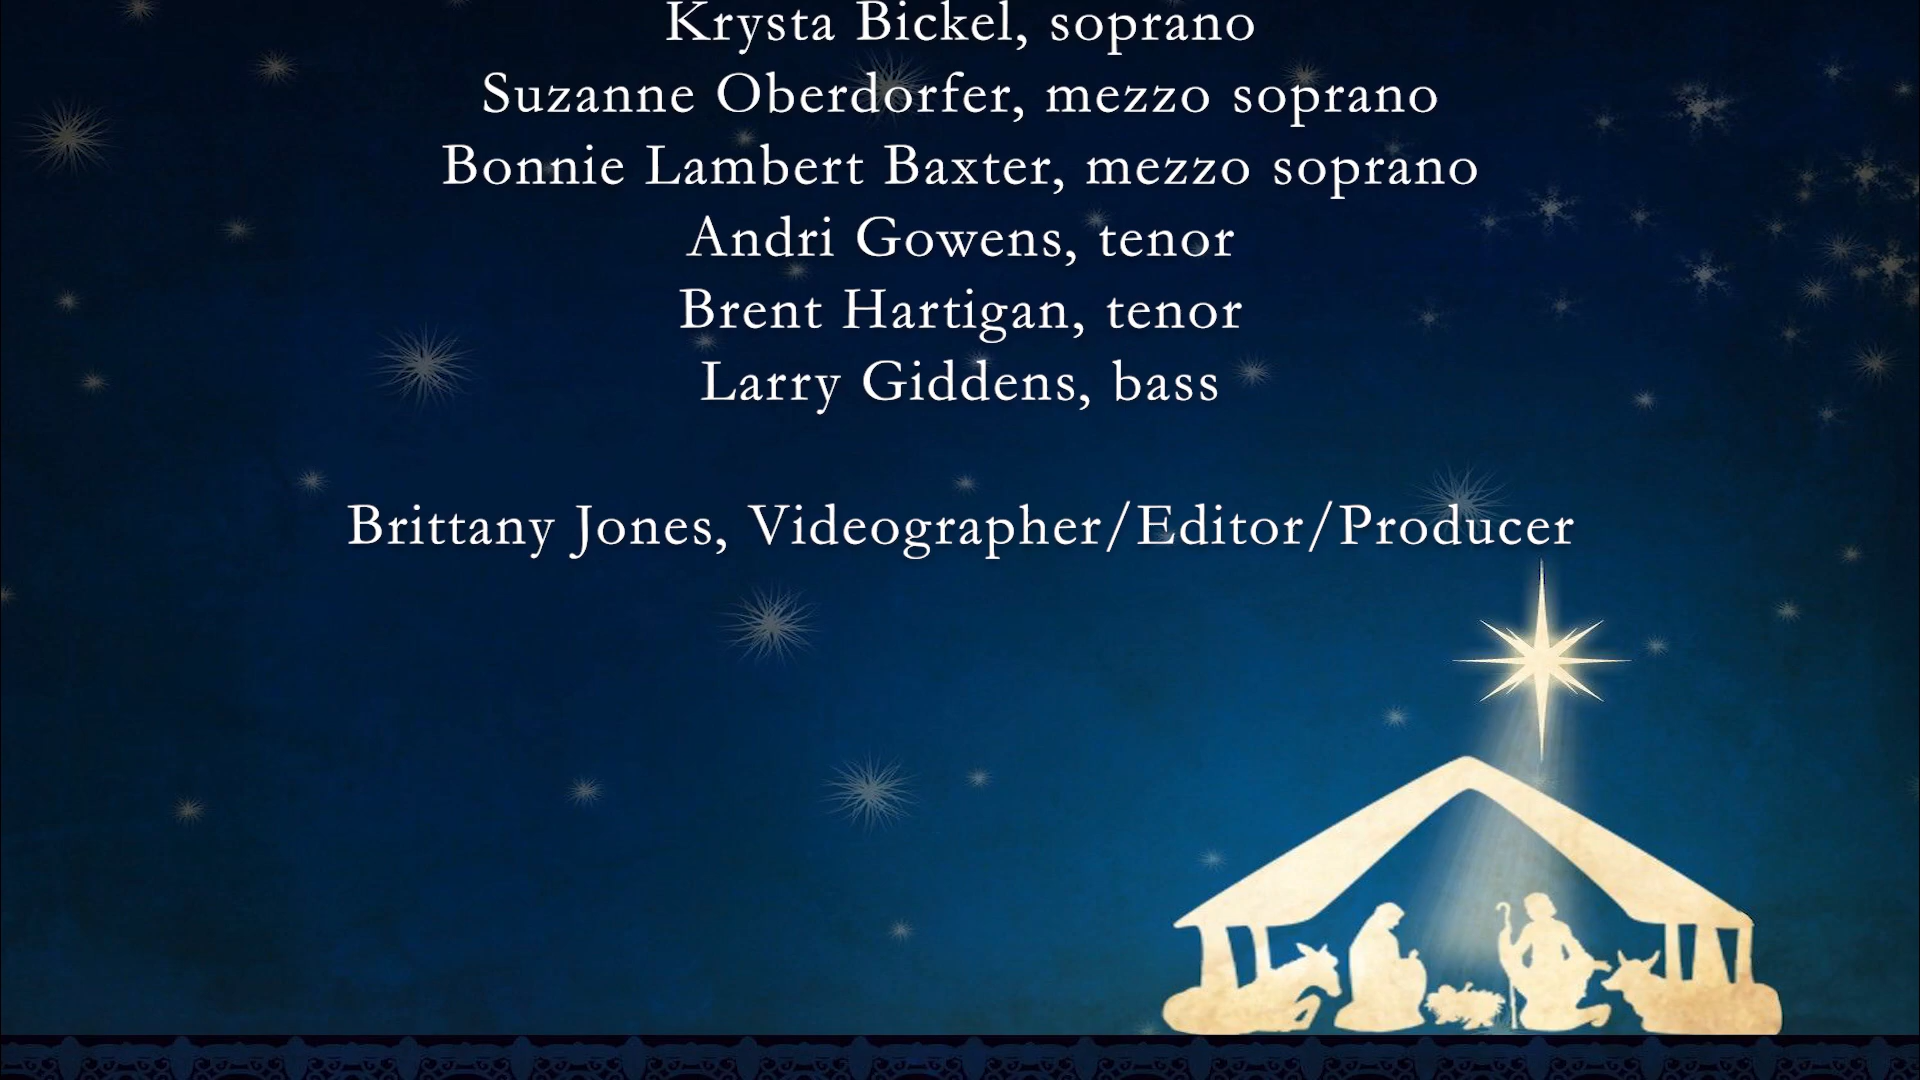 Krysta Bickel, soprano
Suzanne Oberdorfer, mezzo soprano
Bonnie Lambert Baxter, mezzo soprano
Andri Gowens, tenor
Brent Hartigan, tenor
Larry Giddens, bass
Brittany Jones, Videographer/Editor/Producer